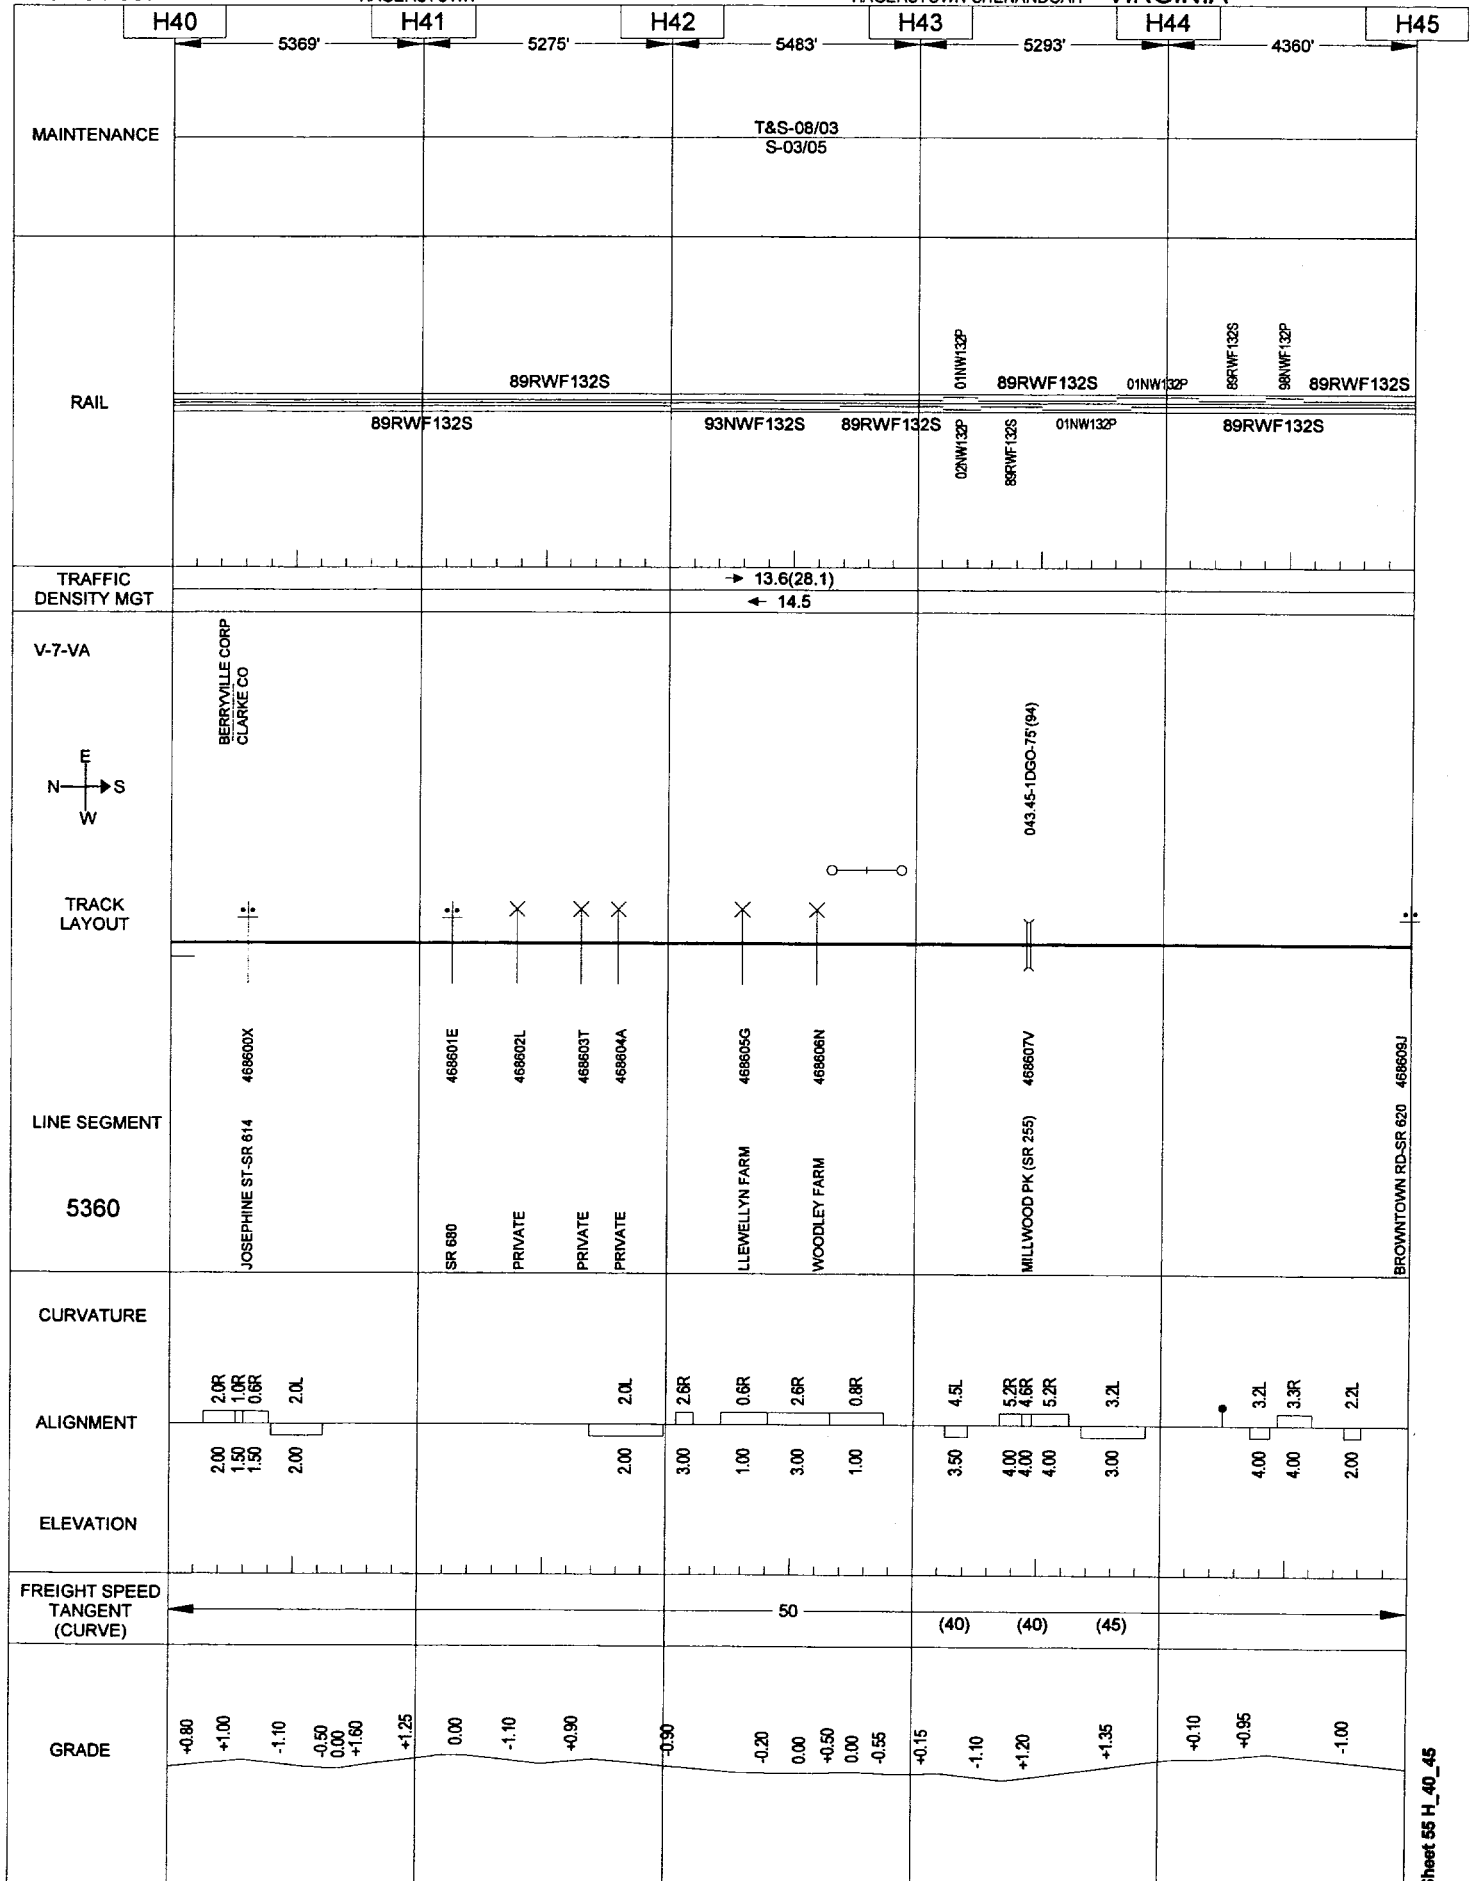 VIRGINIA
H40
H41
H42
H43
H44
H45
5369'
5275'
5483'
5293'
4360'
MAINTENANCE
T&S-08/03
S-03/05
RAIL
89RWF132S
01NW132P
89RWF132S
01NW132P
89RWF132S
98NWF132P
89RWF132S
89RWF132S
93NWF132S
89RWF132S
02NW132P
89RWF132S
01NW132P
89RWF132S
TRAFFIC
DENSITY MGT
13.6(28.1)
14.5
V-7-VA
BERRYVILLE CORP
CLARKE CO
E
N S
W
043.45-1DGO-75'(94)
TRACK
LAYOUT
LINE SEGMENT
5360
JOSEPHINE ST-SR 614 468600X
SR 680 468601E
PRIVATE 468602L
PRIVATE 468603T
PRIVATE 468604A
LLEWELLYN FARM 468605G
WOODLEY FARM 468606N
MILLWOOD PK (SR 255) 468607V
BROWNTOWN RD-SR 620 468609J
CURVATURE
2.0R
1.0R
0.6R
2.0L
2.0L
2.6R
0.6R
2.6R
0.8R
4.5L
5.2R
4.6R
5.2R
3.2L
3.2L
3.3R
2.2L
ALIGNMENT
2.00
1.50
1.50
2.00
2.00
3.00
1.00
3.00
1.00
3.50
4.00
4.00
4.00
3.00
4.00
4.00
2.00
ELEVATION
FREIGHT SPEED
TANGENT
(CURVE)
50
(40)
(40)
(45)
GRADE
+0.80
+1.00
-1.10
-0.50
0.00
+1.60
+1.25
0.00
-1.10
+0.90
-0.90
-0.20
0.00
+0.50
0.00
-0.55
+0.15
-1.10
+1.20
+1.35
+0.10
+0.95
-1.00
Sheet 55 H_40_45